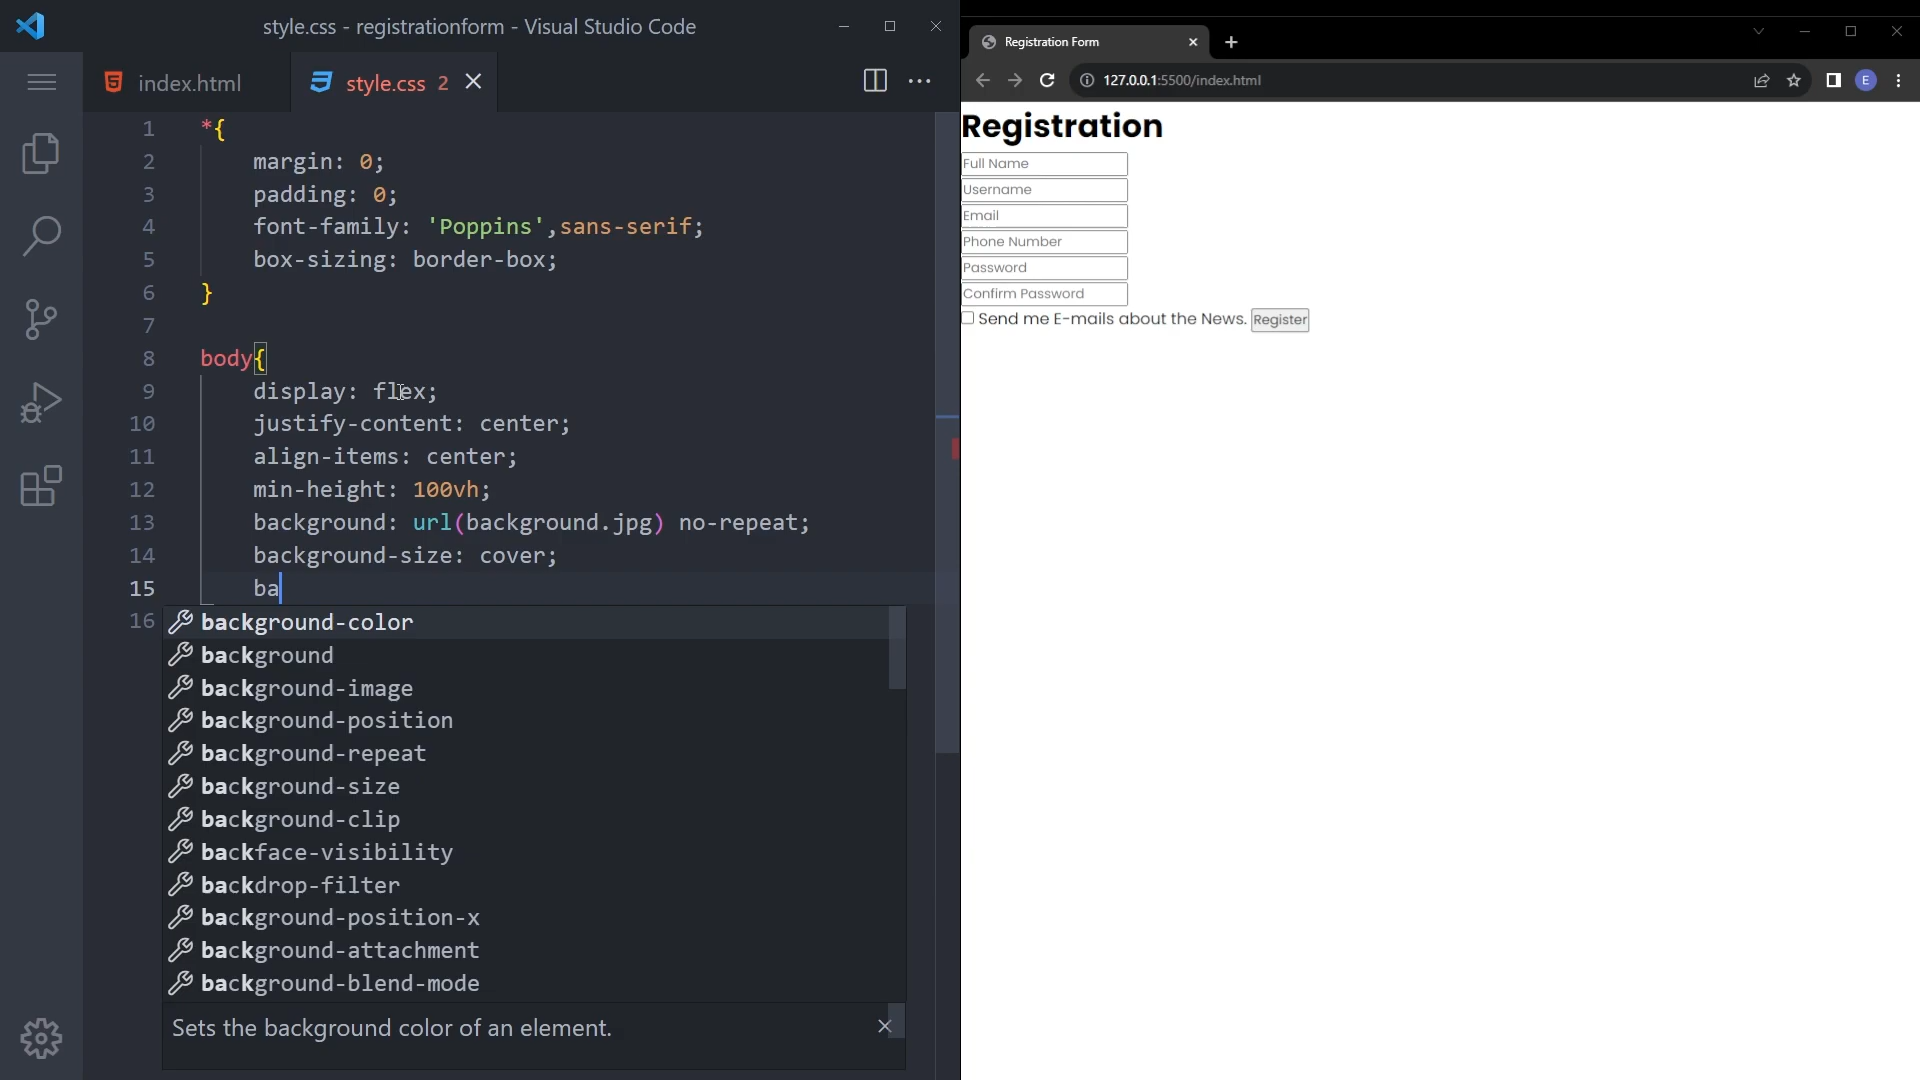 style.css - registrationform - Visual Studio Code
index.html
style.css 2
1 *{
2 margin: 0;
3 padding: 0;
4 font-family: 'Poppins',sans-serif;
5 box-sizing: border-box;
6 }
7
8 body{
9 display: flex;
10 justify-content: center;
11 align-items: center;
12 min-height: 100vh;
13 background: url(background.jpg) no-repeat;
14 background-size: cover;
15 ba
16
background-color
background
background-image
background-position
background-repeat
background-size
background-clip
backface-visibility
backdrop-filter
background-position-x
background-attachment
background-blend-mode
Sets the background color of an element.
Registration Form
127.0.0.1:5500/index.html
E
Registration
Full Name
Username
Email
Phone Number
Password
Confirm Password
Send me E-mails about the News. Register